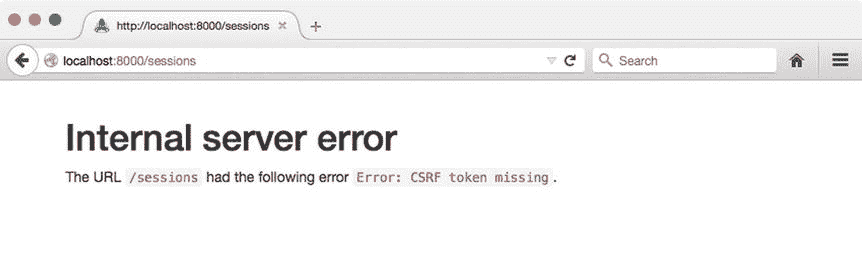 http://localhost:8000/sessions
localhost:8000/sessions
Search
Internal server error
The URL /sessions had the following error Error: CSRF token missing.